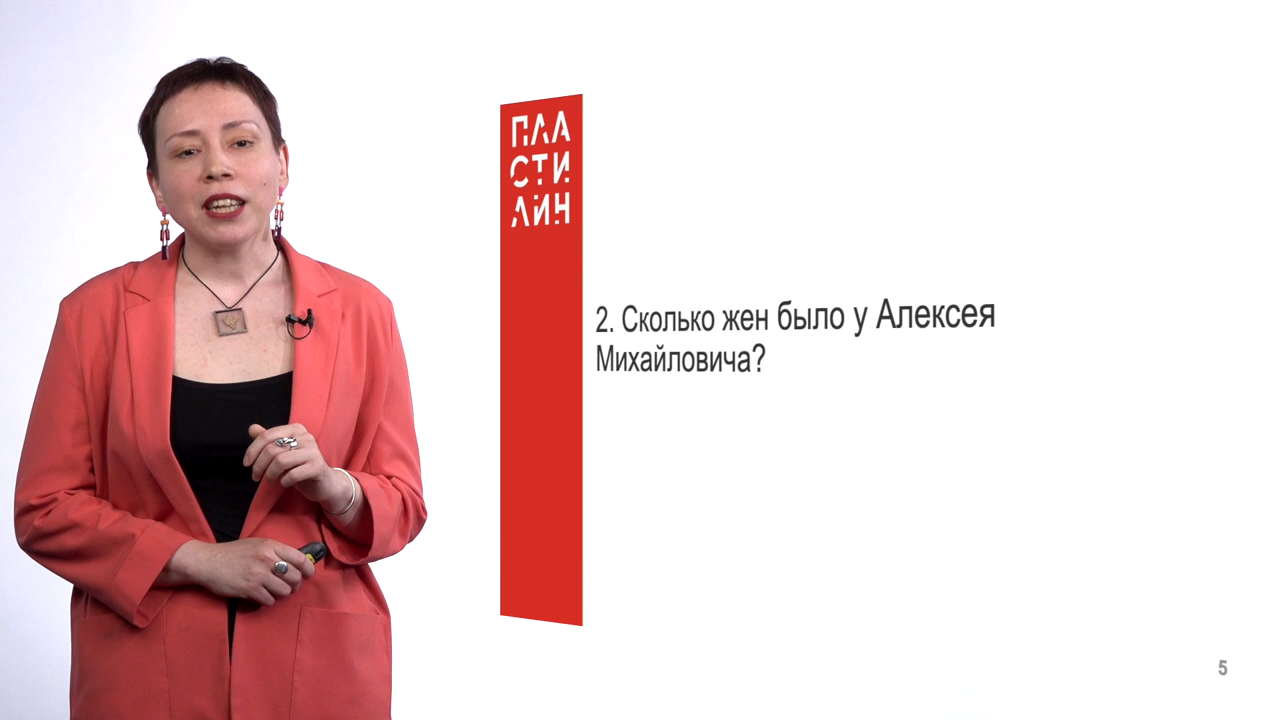 ПЛА
СТИ
ЛИН
2. Сколько жен было у Алексея
Михайловича?
5